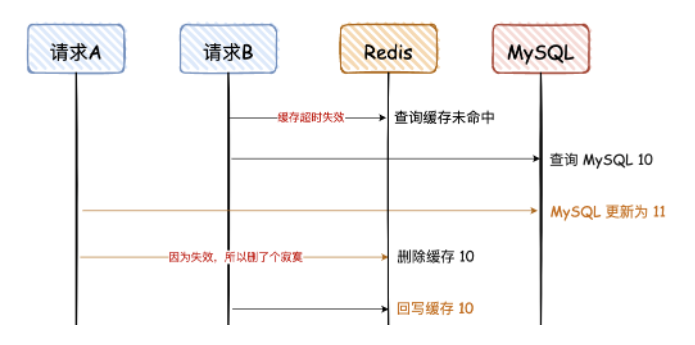 请求A
请求B
Redis
MySQL
缓存超时失效
查询缓存未命中
查询 MySQL 10
MySQL 更新为 11
因为失效，所以删了个寂寞
删除缓存 10
回写缓存 10